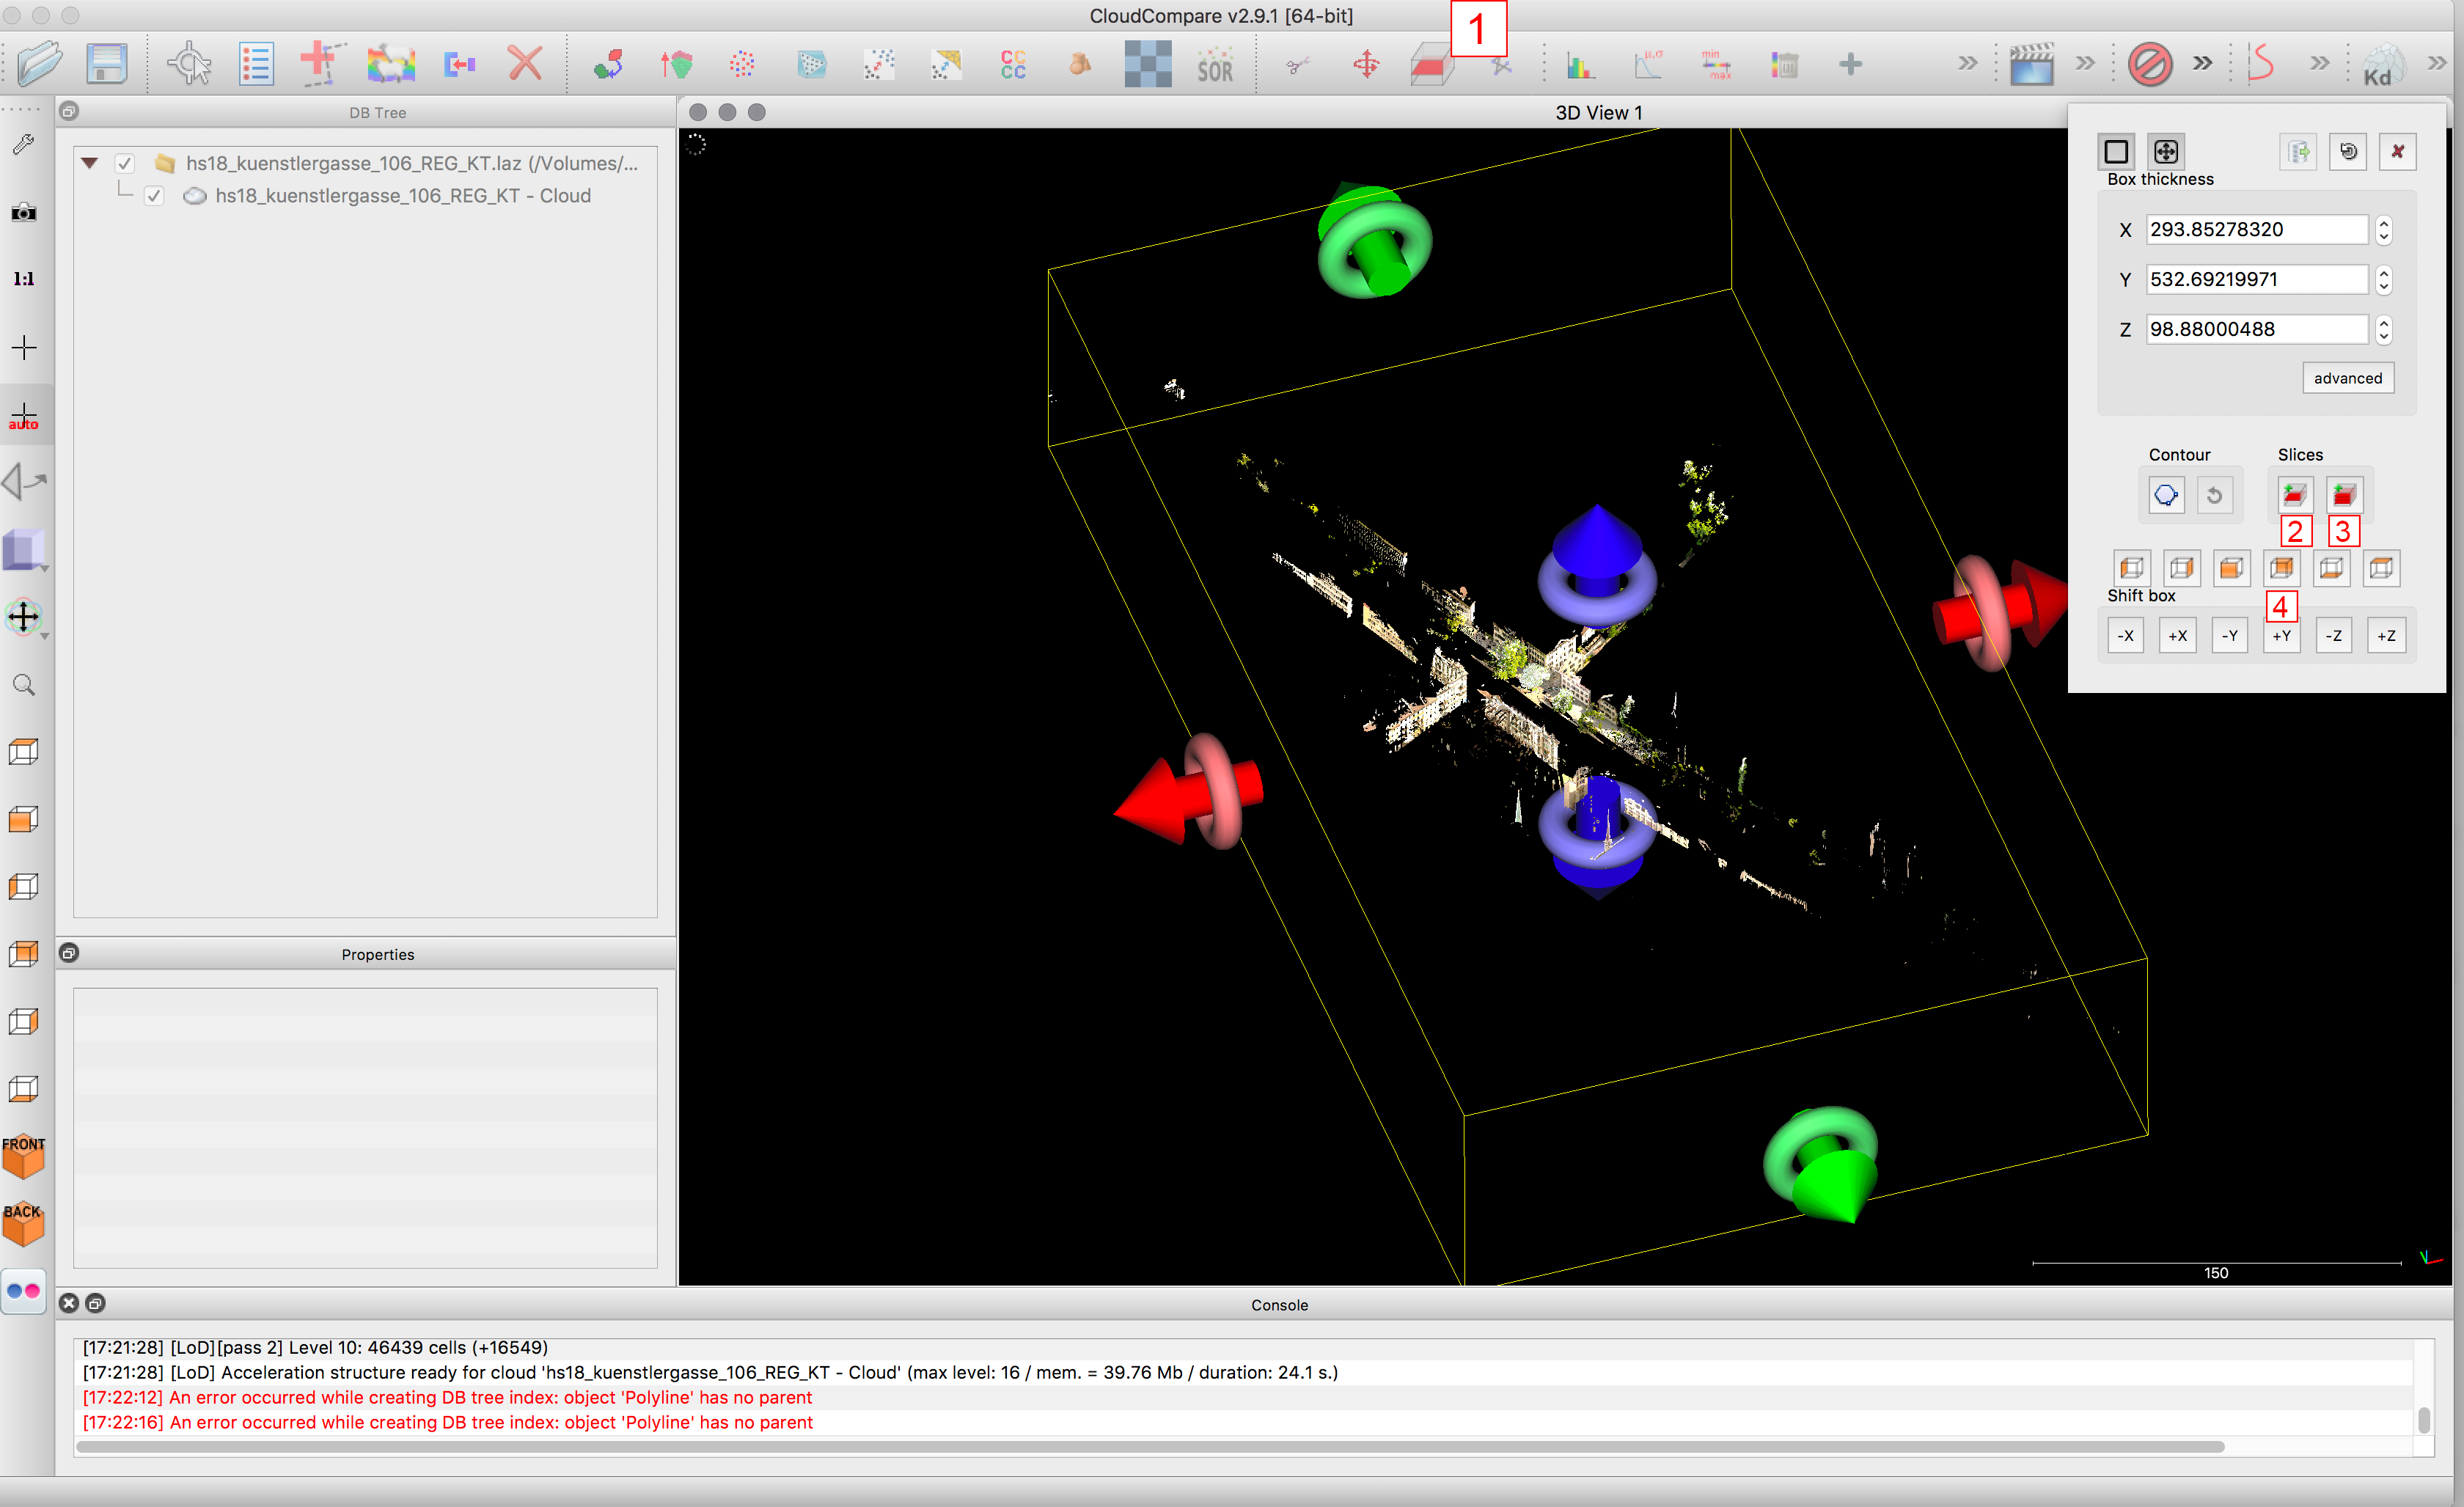 CloudCompare v2.9.1 [64-bit]
1
CC
CC
SOR
μ,σ
min
max
Kd
DB Tree
3D View 1
hs18_kuenstlergasse_106_REG_KT.laz (/Volumes/...
hs18_kuenstlergasse_106_REG_KT - Cloud
1:1
auto
FRONT
BACK
Box thickness
X 293.85278320
Y 532.69219971
Z 98.88000488
advanced
Contour Slices
2 3
Shift box
4
-X +X -Y +Y -Z +Z
Properties
150
Console
[17:21:28] [LoD][pass 2] Level 10: 46439 cells (+16549)
[17:21:28] [LoD] Acceleration structure ready for cloud 'hs18_kuenstlergasse_106_REG_KT - Cloud' (max level: 16 / mem. = 39.76 Mb / duration: 24.1 s.)
[17:22:12] An error occurred while creating DB tree index: object 'Polyline' has no parent
[17:22:16] An error occurred while creating DB tree index: object 'Polyline' has no parent